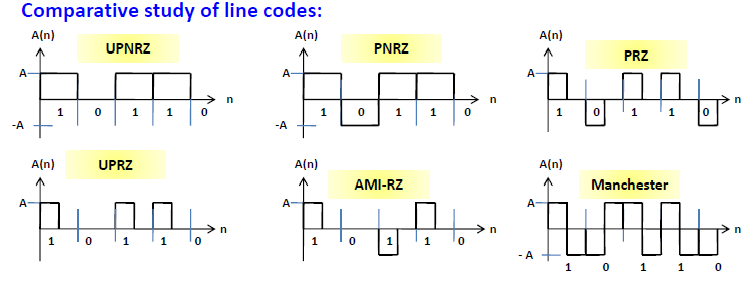 Comparative study of line codes:
A(n) UPNRZ
A
1 0 1 1 0 n
-A
A(n) PNRZ
A
1 0 1 1 0 n
-A
A(n) PRZ
A
1 0 1 1 0 n
A(n) UPRZ
A
1 0 1 1 0 n
A(n) AMI-RZ
A
1 0 1 1 0 n
A(n) Manchester
A
n
- A
1 0 1 1 0